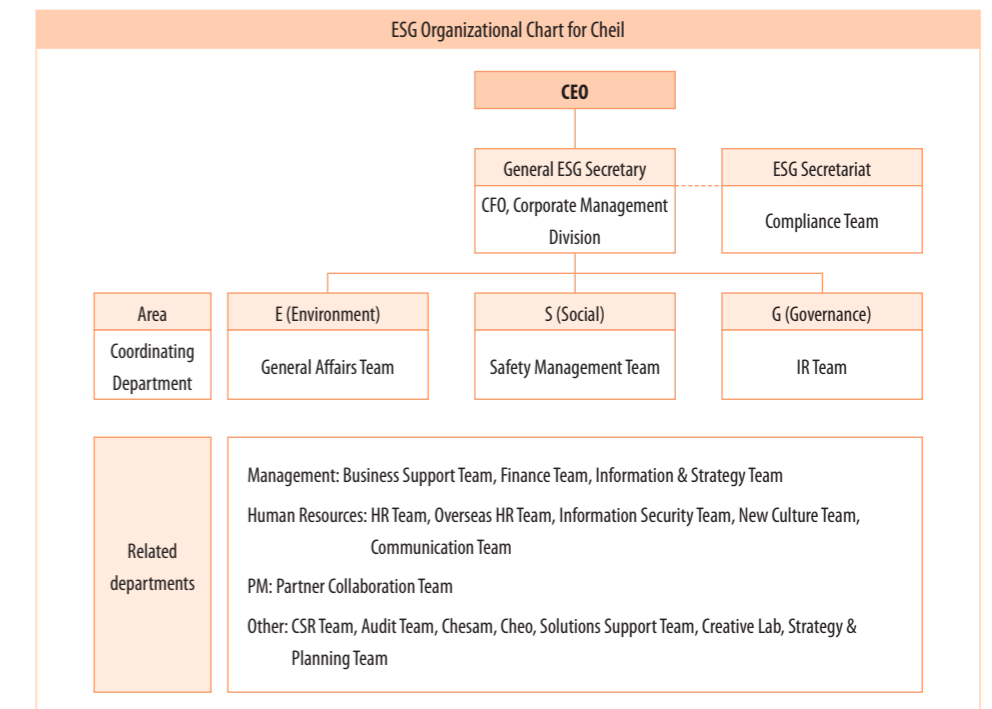 ESG Organizational Chart for Cheil
CEO
General ESG Secretary
CFO, Corporate Management
Division
ESG Secretariat
Compliance Team
Area
Coordinating
Department
E (Environment)
General Affairs Team
S (Social)
Safety Management Team
G (Governance)
IR Team
Related
departments
Management: Business Support Team, Finance Team, Information & Strategy Team
Human Resources: HR Team, Overseas HR Team, Information Security Team, New Culture Team,
Communication Team
PM: Partner Collaboration Team
Other: CSR Team, Audit Team, Chesam, Cheo, Solutions Support Team, Creative Lab, Strategy &
Planning Team